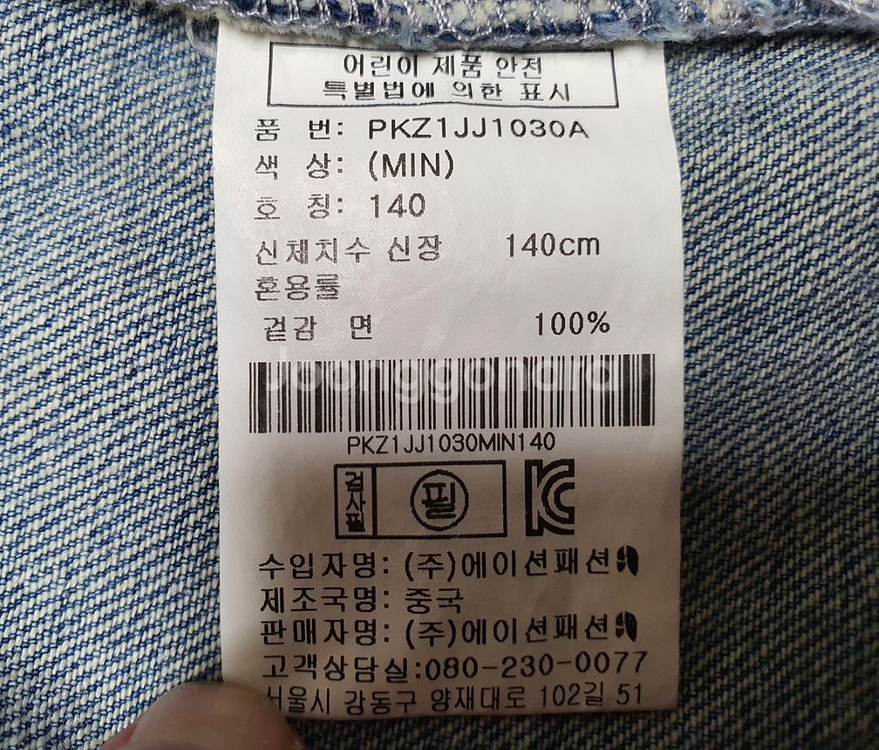 어린이 제품 안전
특별법에 의한 표시
품 번: PKZ1JJ1030A
색 상: (MIN)
호 칭: 140
신체치수 신장 140cm
혼용률
겉감 면 100%
Joonggonara
PKZ1JJ1030MIN140
검사필 필 KC
수입자명: (주)에이션패션
제조국명: 중국
판매자명: (주)에이션패션
고객상담실:080-230-0077
서울시 강동구 양재대로 102길 51